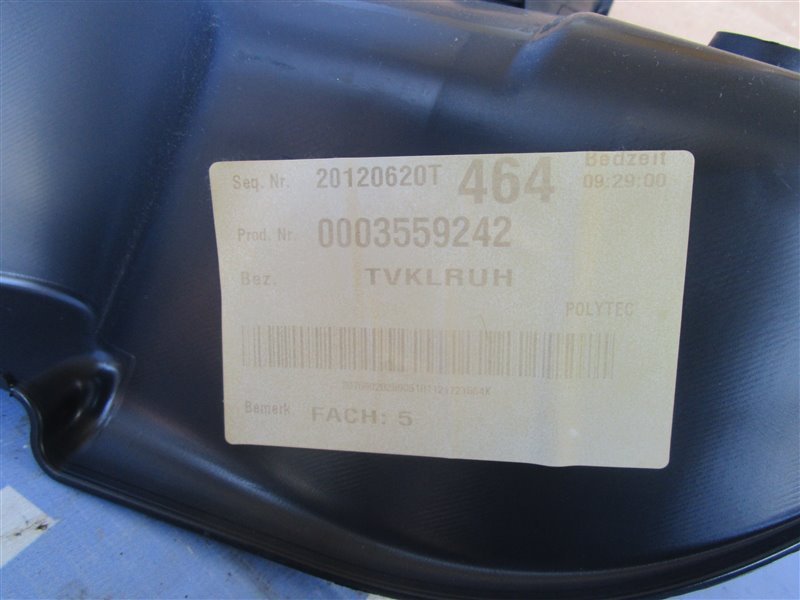 Seq. Nr. 20120620T 464 Bedzeit 09:29:00
Prod. Nr. 0003559242
Bez. TVKLRUH
POLYTEC
Bemerk FACH: 5